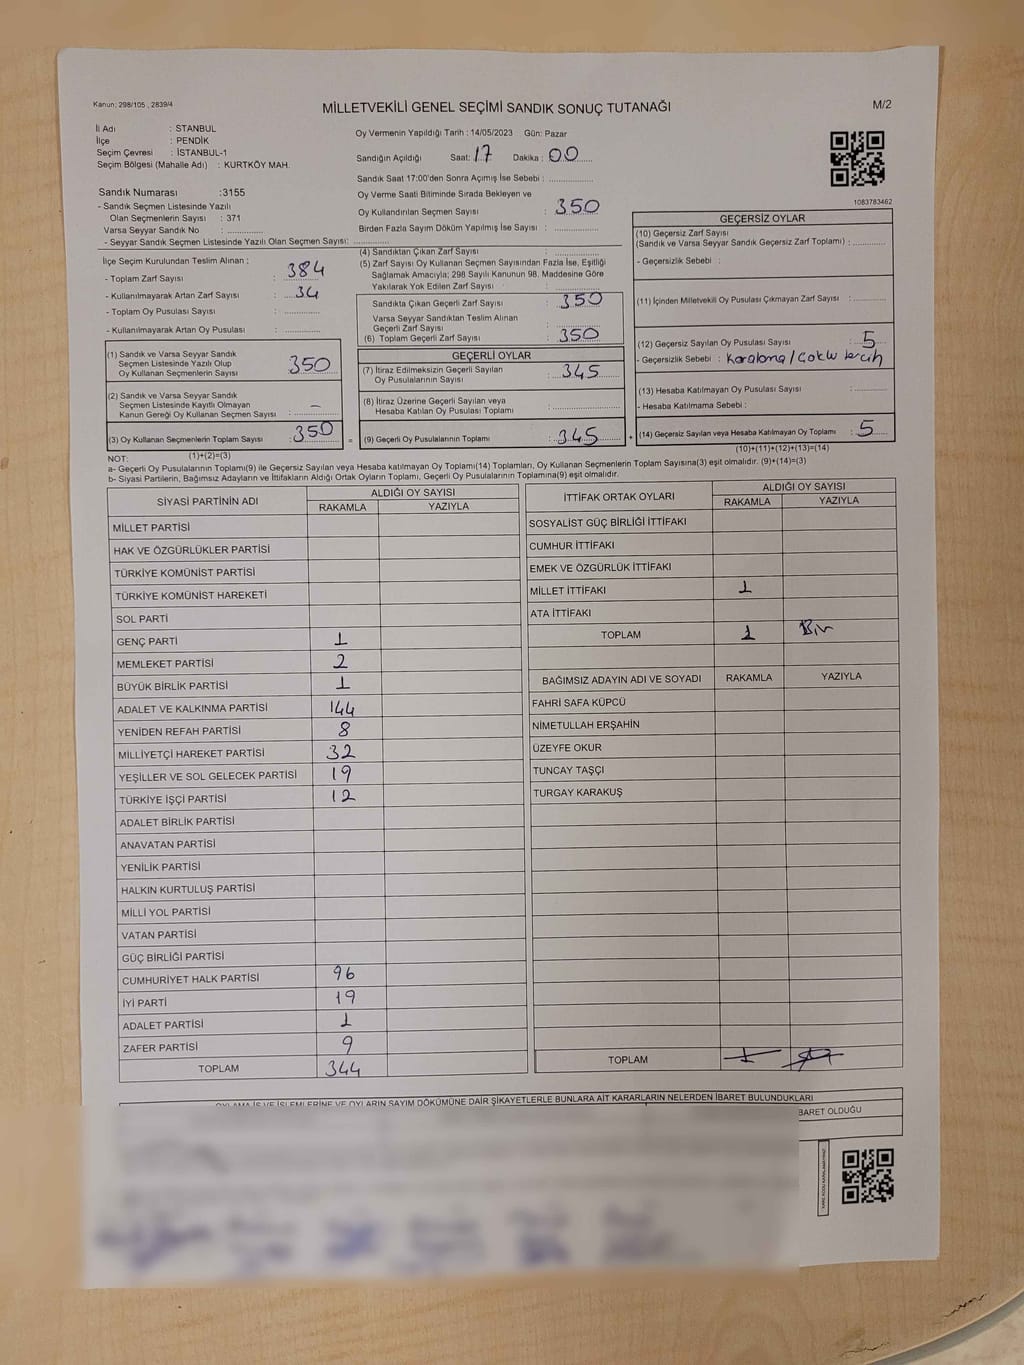 Kanun; 298/105 , 2839/4
MİLLETVEKİLİ GENEL SEÇİMİ SANDIK SONUÇ TUTANAĞI
M/2
İl Adı : STANBUL
İlçe : PENDİK
Seçim Çevresi : İSTANBUL-1
Seçim Bölgesi (Mahalle Adı) : KURTKÖY MAH.
Sandık Numarası :3155
- Sandık Seçmen Listesinde Yazılı
Olan Seçmenlerin Sayısı : 371
Varsa Seyyar Sandık No :
- Seyyar Sandık Seçmen Listesinde Yazılı Olan Seçmen Sayısı:
Oy Vermenin Yapıldığı Tarih : 14/05/2023 Gün: Pazar
Sandığın Açıldığı Saat: 17 Dakika : 00
Sandık Saat 17:00'den Sonra Açımış İse Sebebi :
Oy Verme Saati Bitiminde Sırada Bekleyen ve
Oy Kullandırılan Seçmen Sayısı : 350
Birden Fazla Sayım Döküm Yapılmış İse Sayısı :
1083783462
İlçe Seçim Kurulundan Teslim Alınan ;
- Toplam Zarf Sayısı : 384
- Kullanılmayarak Artan Zarf Sayısı : 34
- Toplam Oy Pusulası Sayısı :
- Kullanılmayarak Artan Oy Pusulası :
(4) Sandıktan Çıkan Zarf Sayısı :
(5) Zarf Sayısı Oy Kullanan Seçmen Sayısından Fazla İse, Eşitliği
Sağlamak Amacıyla; 298 Sayılı Kanunun 98. Maddesine Göre
Yakılarak Yok Edilen Zarf Sayısı :
Sandıkta Çıkan Geçerli Zarf Sayısı : 350
Varsa Seyyar Sandıktan Teslim Alınan
Geçerli Zarf Sayısı :
(6) Toplam Geçerli Zarf Sayısı : 350
GEÇERSİZ OYLAR
(10) Geçersiz Zarf Sayısı
(Sandık ve Varsa Seyyar Sandık Geçersiz Zarf Toplamı) :
- Geçersizlik Sebebi :
(11) İçinden Milletvekili Oy Pusulası Çıkmayan Zarf Sayısı :
(12) Geçersiz Sayılan Oy Pusulası Sayısı : 5
- Geçersizlik Sebebi : Karalama / Çoklu tercih
(13) Hesaba Katılmayan Oy Pusulası Sayısı :
- Hesaba Katılmama Sebebi :
(14) Geçersiz Sayılan veya Hesaba Katılmayan Oy Toplamı : 5
(10)+(11)+(12)+(13)=(14)
(1) Sandık ve Varsa Seyyar Sandık
Seçmen Listesinde Yazılı Olup
Oy Kullanan Seçmenlerin Sayısı : 350
(2) Sandık ve Varsa Seyyar Sandık
Seçmen Listesinde Kayıtlı Olmayan
Kanun Gereği Oy Kullanan Seçmen Sayısı : –
(3) Oy Kullanan Seçmenlerin Toplam Sayısı : 350
(1)+(2)=(3)
GEÇERLİ OYLAR
(7) İtiraz Edilmeksizin Geçerli Sayılan
Oy Pusulalarının Sayısı : 345
(8) İtiraz Üzerine Geçerli Sayılan veya
Hesaba Katılan Oy Pusulası Toplamı :
= (9) Geçerli Oy Pusulalarının Toplamı : 345 +
NOT:
a- Geçerli Oy Pusulalarının Toplamı(9) ile Geçersiz Sayılan veya Hesaba katılmayan Oy Toplamı(14) Toplamları, Oy Kullanan Seçmenlerin Toplam Sayısına(3) eşit olmalıdır. (9)+(14)=(3)
b- Siyasi Partilerin, Bağımsız Adayların ve İttifakların Aldığı Ortak Oyların Toplamı, Geçerli Oy Pusulalarının Toplamına(9) eşit olmalıdır.
SİYASİ PARTİNİN ADI ALDIĞI OY SAYISI
RAKAMLA YAZIYLA
MİLLET PARTİSİ
HAK VE ÖZGÜRLÜKLER PARTİSİ
TÜRKİYE KOMÜNİST PARTİSİ
TÜRKİYE KOMÜNİST HAREKETİ
SOL PARTİ
GENÇ PARTİ 1
MEMLEKET PARTİSİ 2
BÜYÜK BİRLİK PARTİSİ 1
ADALET VE KALKINMA PARTİSİ 144
YENİDEN REFAH PARTİSİ 8
MİLLİYETÇİ HAREKET PARTİSİ 32
YEŞİLLER VE SOL GELECEK PARTİSİ 19
TÜRKİYE İŞÇİ PARTİSİ 12
ADALET BİRLİK PARTİSİ
ANAVATAN PARTİSİ
YENİLİK PARTİSİ
HALKIN KURTULUŞ PARTİSİ
MİLLİ YOL PARTİSİ
VATAN PARTİSİ
GÜÇ BİRLİĞİ PARTİSİ
CUMHURİYET HALK PARTİSİ 96
İYİ PARTİ 19
ADALET PARTİSİ 1
ZAFER PARTİSİ 9
TOPLAM 344
İTTİFAK ORTAK OYLARI ALDIĞI OY SAYISI
RAKAMLA YAZIYLA
SOSYALİST GÜÇ BİRLİĞİ İTTİFAKI
CUMHUR İTTİFAKI
EMEK VE ÖZGÜRLÜK İTTİFAKI
MİLLET İTTİFAKI 1
ATA İTTİFAKI
TOPLAM 1 Bir
BAĞIMSIZ ADAYIN ADI VE SOYADI RAKAMLA YAZIYLA
FAHRİ SAFA KÜPCÜ
NİMETULLAH ERŞAHİN
ÜZEYFE OKUR
TUNCAY TAŞÇI
TURGAY KARAKUŞ
TOPLAM 1
OYLAMA İŞ VE İŞLEMLERİNE VE OYLARIN SAYIM DÖKÜMÜNE DAİR ŞİKAYETLERLE BUNLARA AİT KARARLARIN NELERDEN İBARET BULUNDUKLARI
BARET OLDUĞU